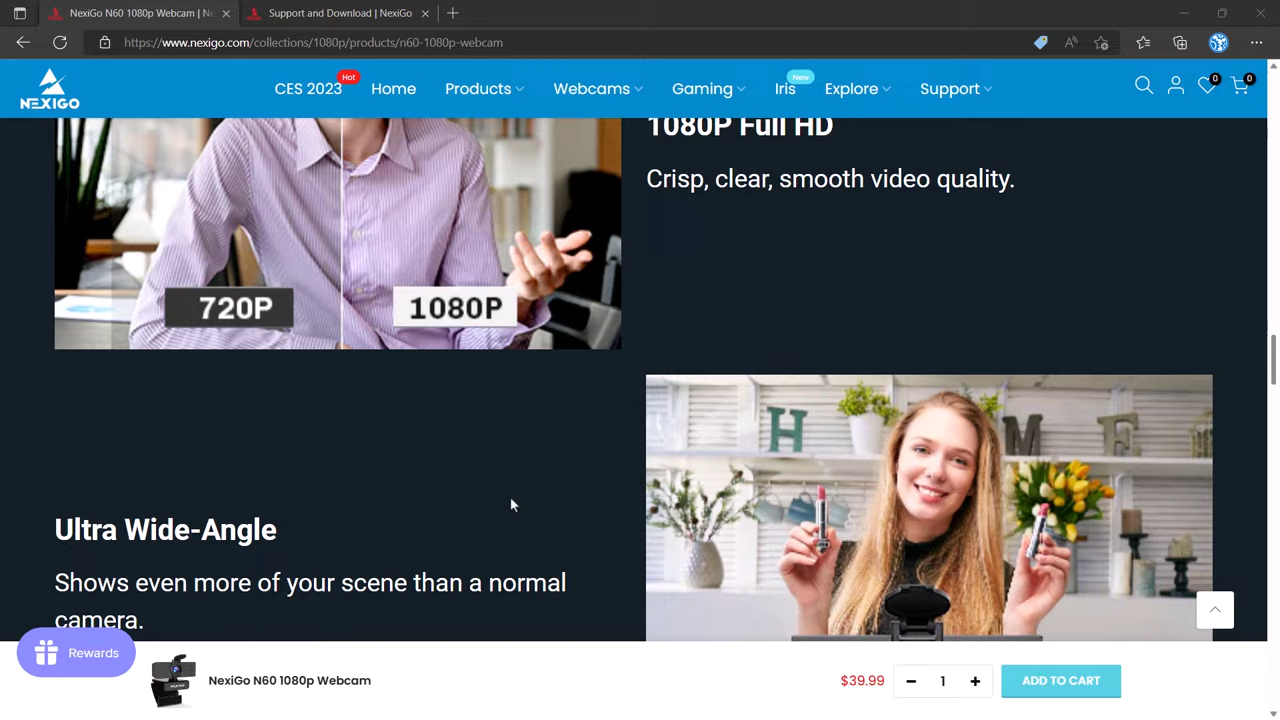 NexiGo N60 1080p Webcam | Ne
Support and Download | NexiGo
https://www.nexigo.com/collections/1080p/products/n60-1080p-webcam
NEXIGO
CES 2023
Hot
Home
Products
Webcams
Gaming
Iris
New
Explore
Support
0
0
1080P Full HD
Crisp, clear, smooth video quality.
720P
1080P
H M E
Ultra Wide-Angle
Shows even more of your scene than a normal
camera.
Rewards
NexiGo N60 1080p Webcam
$39.99
1
ADD TO CART